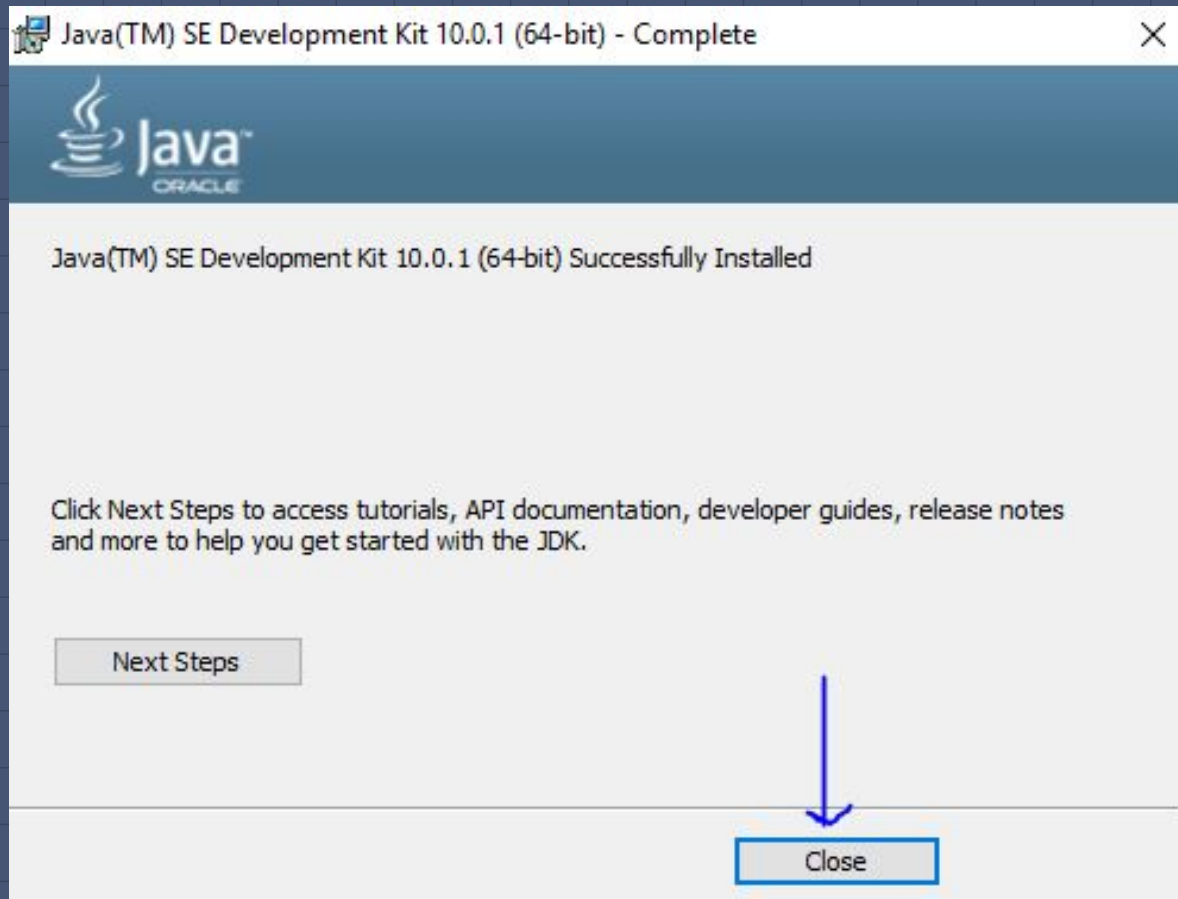 Java(TM) SE Development Kit 10.0.1 (64-bit) - Complete
Java™
ORACLE
Java(TM) SE Development Kit 10.0.1 (64-bit) Successfully Installed
Click Next Steps to access tutorials, API documentation, developer guides, release notes
and more to help you get started with the JDK.
Next Steps
Close